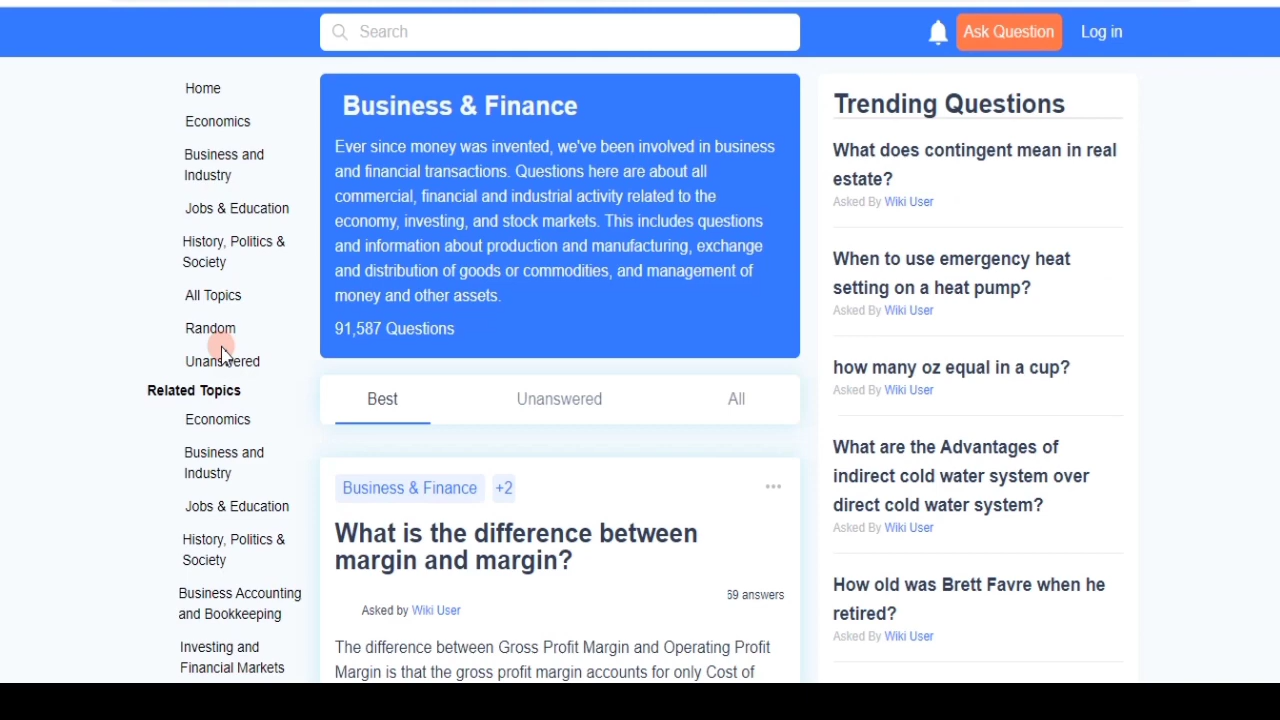 Search
Ask Question
Log in
Home
Economics
Business and
Industry
Jobs & Education
History, Politics &
Society
All Topics
Random
Unanswered
Related Topics
Economics
Business and
Industry
Jobs & Education
History, Politics &
Society
Business Accounting
and Bookkeeping
Investing and
Financial Markets
Business & Finance
Ever since money was invented, we've been involved in business
and financial transactions. Questions here are about all
commercial, financial and industrial activity related to the
economy, investing, and stock markets. This includes questions
and information about production and manufacturing, exchange
and distribution of goods or commodities, and management of
money and other assets.
91,587 Questions
Best
Unanswered
All
Business & Finance
+2
What is the difference between
margin and margin?
69 answers
Asked by Wiki User
The difference between Gross Profit Margin and Operating Profit
Margin is that the gross profit margin accounts for only Cost of
Trending Questions
What does contingent mean in real
estate?
Asked By Wiki User
When to use emergency heat
setting on a heat pump?
Asked By Wiki User
how many oz equal in a cup?
Asked By Wiki User
What are the Advantages of
indirect cold water system over
direct cold water system?
Asked By Wiki User
How old was Brett Favre when he
retired?
Asked By Wiki User